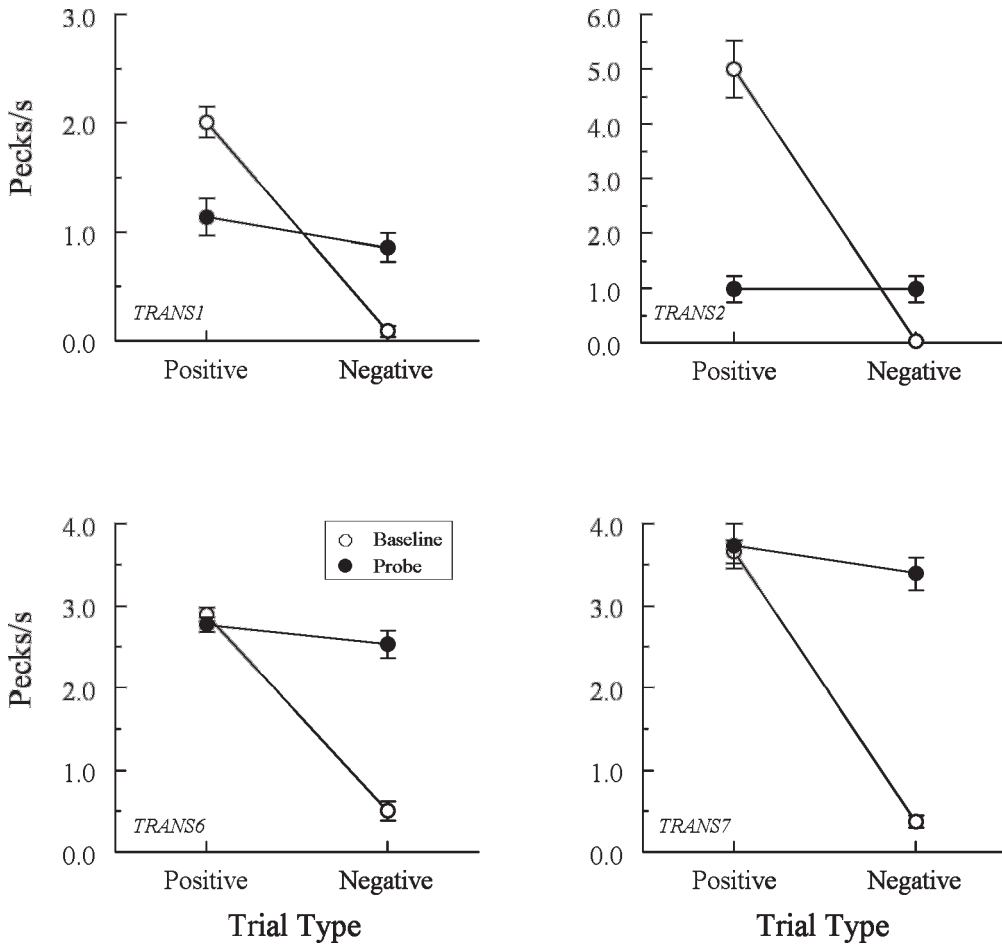 Pecks/s
3.0
2.0
1.0
0.0
TRANS1
Positive
Negative
Pecks/s
6.0
5.0
4.0
3.0
2.0
1.0
0.0
TRANS2
Positive
Negative
Pecks/s
4.0
3.0
2.0
1.0
0.0
Baseline
Probe
TRANS6
Positive
Negative
Trial Type
4.0
3.0
2.0
1.0
0.0
TRANS7
Positive
Negative
Trial Type